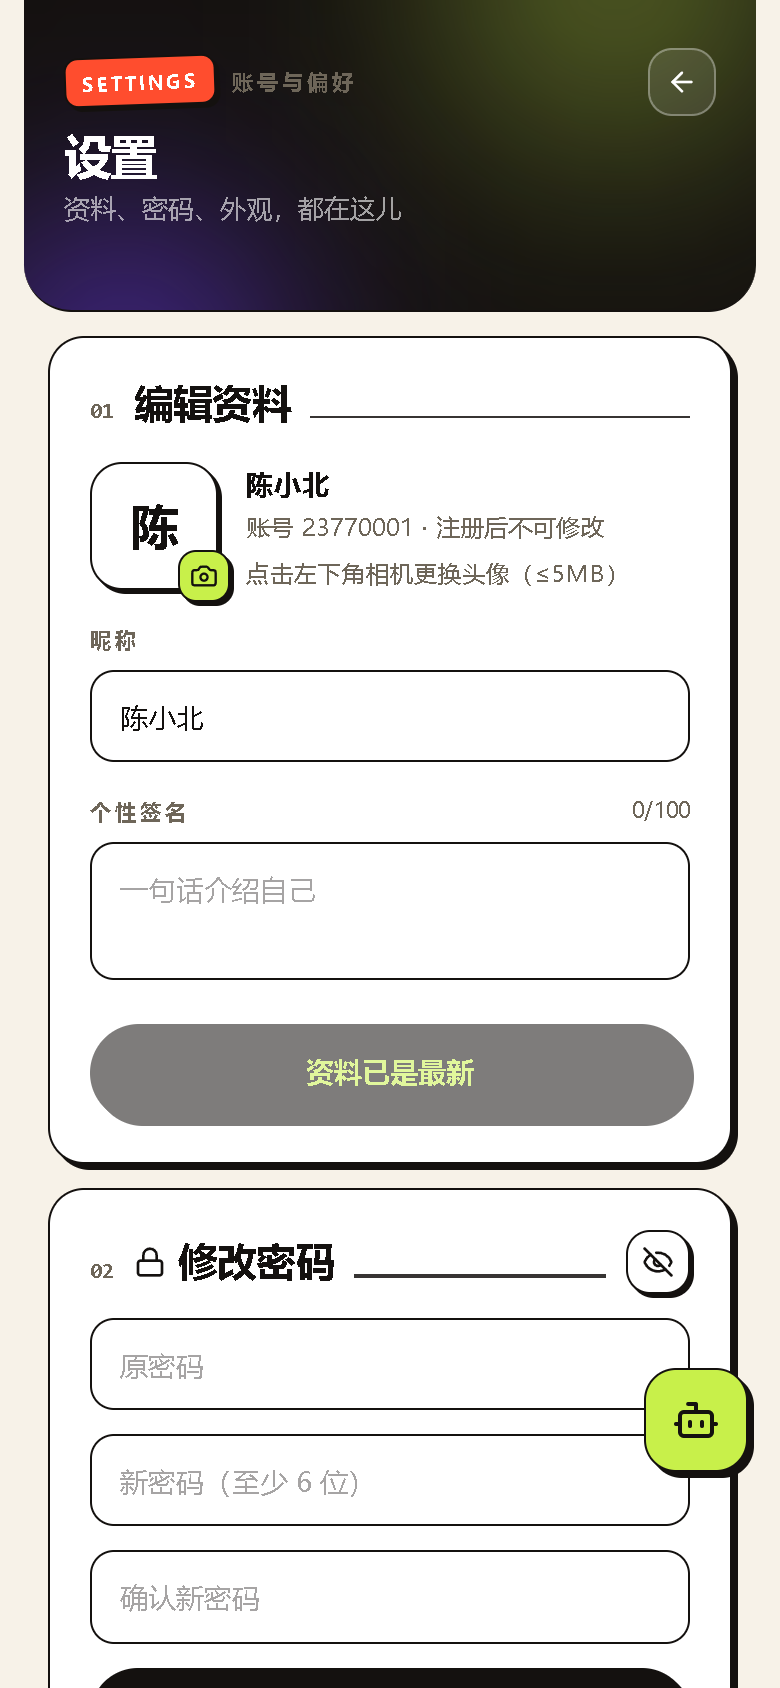 SETTINGS 账号与偏好
设置
资料、密码、外观，都在这儿
01 编辑资料
陈
陈小北
账号 23770001 · 注册后不可修改
点击左下角相机更换头像（≤5MB）
昵称
陈小北
个性签名 0/100
一句话介绍自己
资料已是最新
02 修改密码
原密码
新密码（至少 6 位）
确认新密码